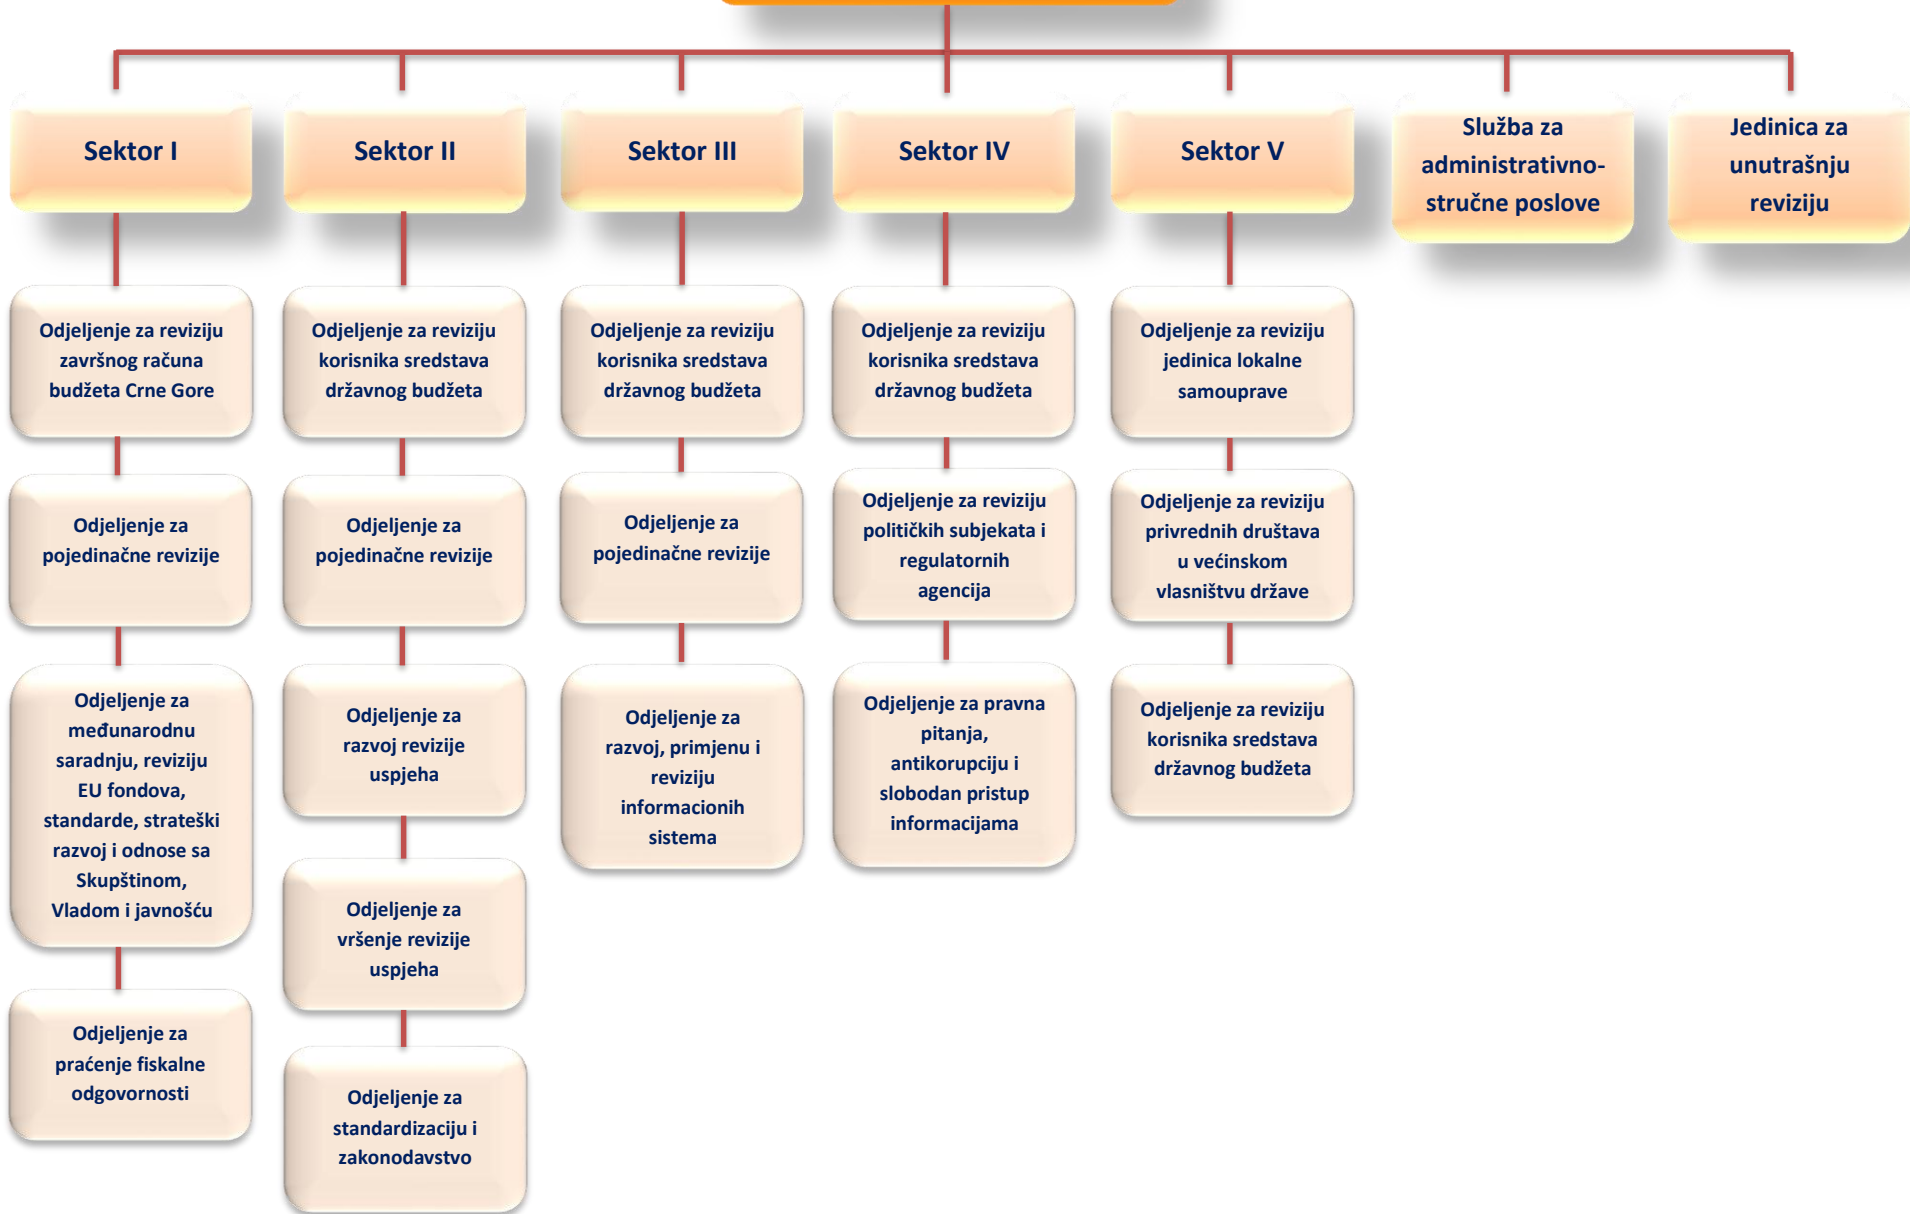 Sektor I
Sektor II
Sektor III
Sektor IV
Sektor V
Služba za
administrativno-
stručne poslove
Jedinica za
unutrašnju
reviziju
Odjeljenje za reviziju
završnog računa
budžeta Crne Gore
Odjeljenje za
pojedinačne revizije
Odjeljenje za
međunarodnu
saradnju, reviziju
EU fondova,
standarde, strateški
razvoj i odnose sa
Skupštinom,
Vladom i javnošću
Odjeljenje za
praćenje fiskalne
odgovornosti
Odjeljenje za reviziju
korisnika sredstava
državnog budžeta
Odjeljenje za
pojedinačne revizije
Odjeljenje za
razvoj revizije
uspjeha
Odjeljenje za
vršenje revizije
uspjeha
Odjeljenje za
standardizaciju i
zakonodavstvo
Odjeljenje za reviziju
korisnika sredstava
državnog budžeta
Odjeljenje za
pojedinačne revizije
Odjeljenje za
razvoj, primjenu i
reviziju
informacionih
sistema
Odjeljenje za reviziju
korisnika sredstava
državnog budžeta
Odjeljenje za reviziju
političkih subjekata i
regulatornih
agencija
Odjeljenje za pravna
pitanja,
antikorupciju i
slobodan pristup
informacijama
Odjeljenje za reviziju
jedinica lokalne
samouprave
Odjeljenje za reviziju
privrednih društava
u većinskom
vlasništvu države
Odjeljenje za reviziju
korisnika sredstava
državnog budžeta